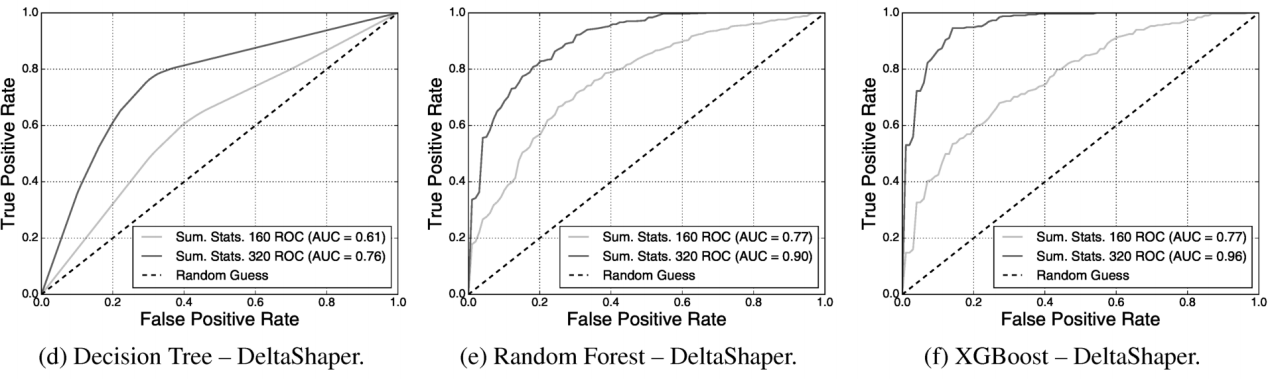 1.0
0.8
0.6
0.4
0.2
0.0
0.0 0.2 0.4 0.6 0.8 1.0
True Positive Rate
False Positive Rate
Sum. Stats. 160 ROC (AUC = 0.61)
Sum. Stats. 320 ROC (AUC = 0.76)
Random Guess
(d) Decision Tree – DeltaShaper.
1.0
0.8
0.6
0.4
0.2
0.0
0.0 0.2 0.4 0.6 0.8 1.0
True Positive Rate
False Positive Rate
Sum. Stats. 160 ROC (AUC = 0.77)
Sum. Stats. 320 ROC (AUC = 0.90)
Random Guess
(e) Random Forest – DeltaShaper.
1.0
0.8
0.6
0.4
0.2
0.0
0.0 0.2 0.4 0.6 0.8 1.0
True Positive Rate
False Positive Rate
Sum. Stats. 160 ROC (AUC = 0.77)
Sum. Stats. 320 ROC (AUC = 0.96)
Random Guess
(f) XGBoost – DeltaShaper.